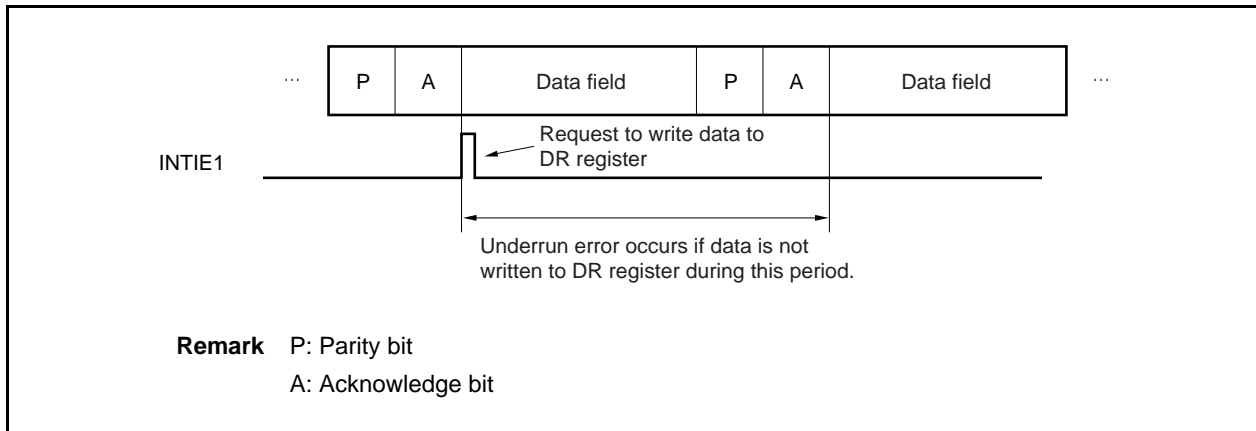 ... P A Data field P A Data field ...
Request to write data to
DR register
INTIE1
Underrun error occurs if data is not
written to DR register during this period.
Remark P: Parity bit
A: Acknowledge bit